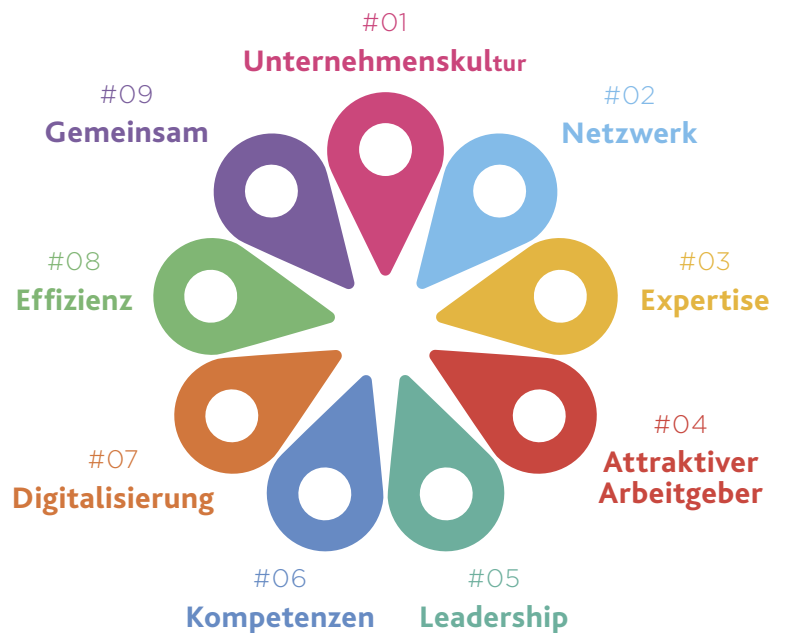 #01
Unternehmenskultur
#02
Netzwerk
#03
Expertise
#04
Attraktiver
Arbeitgeber
#05
Leadership
#06
Kompetenzen
#07
Digitalisierung
#08
Effizienz
#09
Gemeinsam